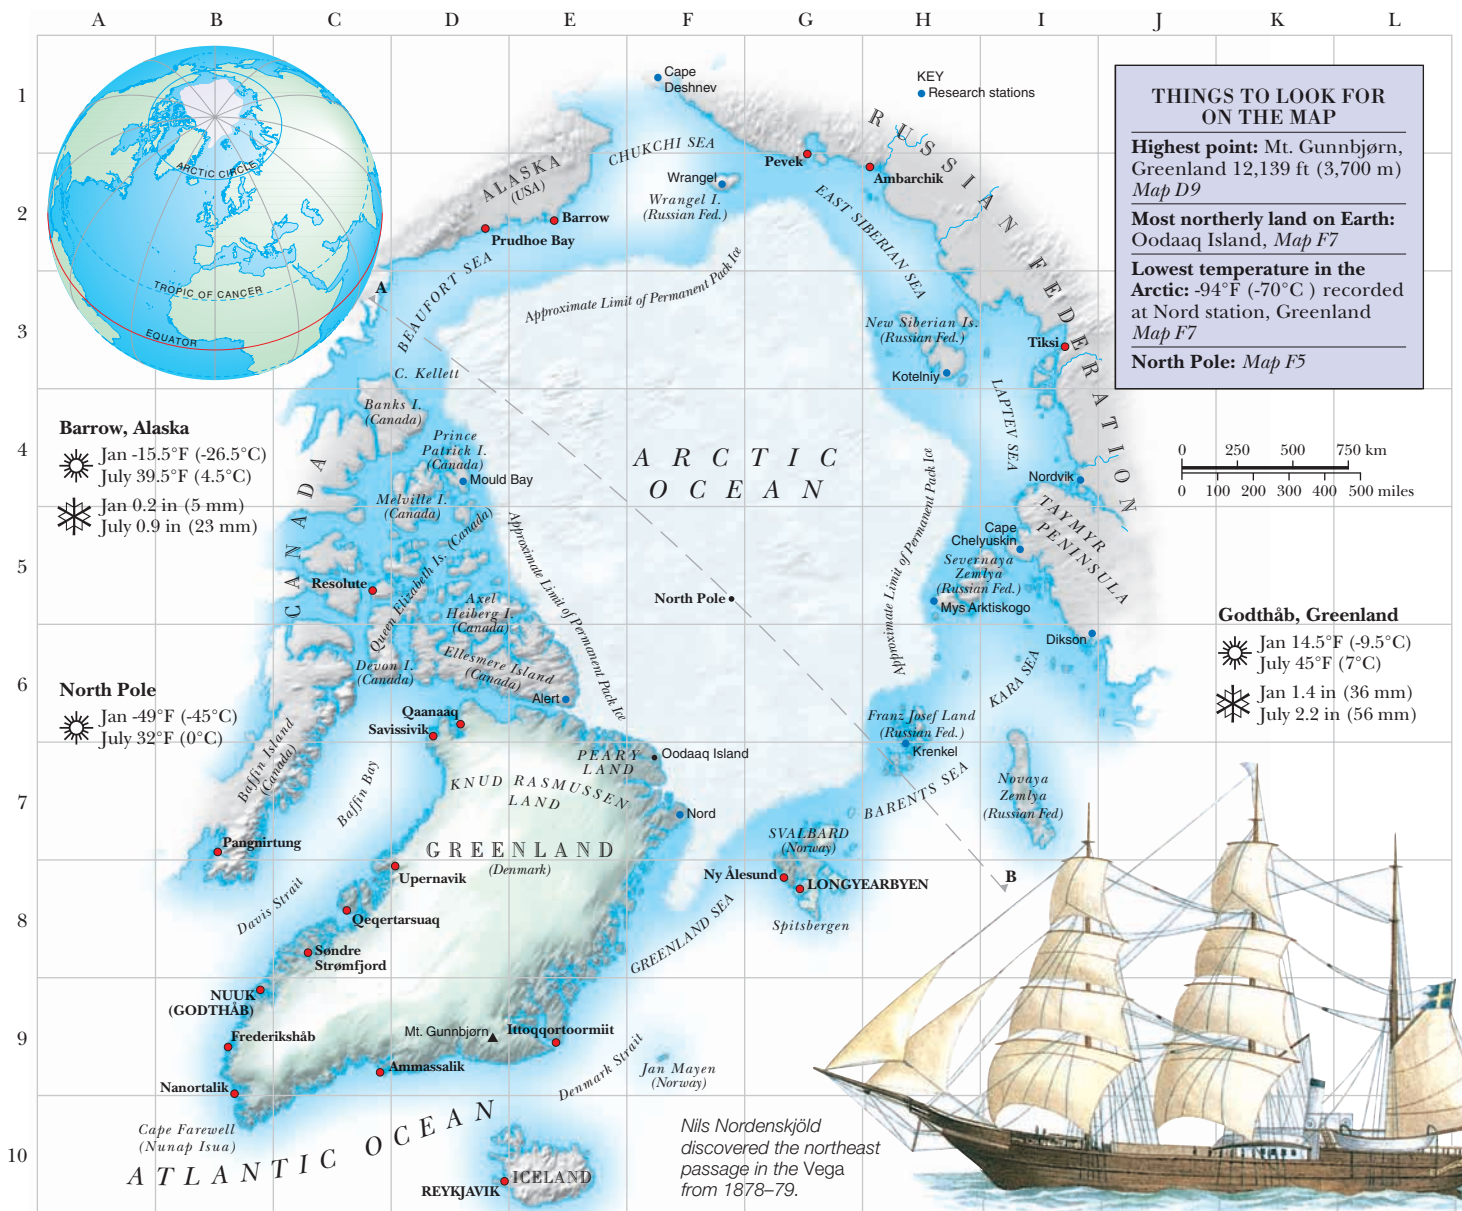 A B C D E F G H I J K L
1
2
3
4
5
6
7
8
9
10
ARCTIC CIRCLE
TROPIC OF CANCER
EQUATOR
KEY
Research stations
THINGS TO LOOK FOR
ON THE MAP
Highest point: Mt. Gunnbjørn,
Greenland 12,139 ft (3,700 m)
Map D9
Most northerly land on Earth:
Oodaaq Island, Map F7
Lowest temperature in the
Arctic: -94°F (-70°C ) recorded
at Nord station, Greenland
Map F7
North Pole: Map F5
0 250 500 750 km
0 100 200 300 400 500 miles
Barrow, Alaska
Jan -15.5°F (-26.5°C)
July 39.5°F (4.5°C)
Jan 0.2 in (5 mm)
July 0.9 in (23 mm)
North Pole
Jan -49°F (-45°C)
July 32°F (0°C)
Godthåb, Greenland
Jan 14.5°F (-9.5°C)
July 45°F (7°C)
Jan 1.4 in (36 mm)
July 2.2 in (56 mm)
Cape
Deshnev
RUSSIAN FEDERATION
CHUKCHI SEA
ALASKA
(USA)
Pevek
Ambarchik
Wrangel
Wrangel I.
(Russian Fed.)
Barrow
Prudhoe Bay
EAST SIBERIAN SEA
BEAUFORT SEA
Approximate Limit of Permanent Pack Ice
A
New Siberian Is.
(Russian Fed.)
Tiksi
Kotelniy
C. Kellett
Banks I.
(Canada)
LAPTEV SEA
Prince
Patrick I.
(Canada)
Mould Bay
Melville I.
(Canada)
CANADA
ARCTIC
OCEAN
Approximate Limit of Permanent Pack Ice
Nordvik
TAYMYR
PENINSULA
Cape
Chelyuskin
Severnaya
Zemlya
(Russian Fed.)
Mys Arktiskogo
Approximate Limit of Permanent Pack Ice
Queen Elizabeth Is. (Canada)
Resolute
Axel
Heiberg I.
(Canada)
North Pole
Dikson
Devon I.
(Canada)
Ellesmere Island
(Canada)
Alert
KARA SEA
Qaanaaq
Savissivik
Franz Josef Land
(Russian Fed.)
Krenkel
Baffin Island
(Canada)
PEARY
LAND
Oodaaq Island
KNUD RASMUSSEN
LAND
Baffin Bay
Nord
BARENTS SEA
Novaya
Zemlya
(Russian Fed)
SVALBARD
(Norway)
Pangnirtung
GREENLAND
(Denmark)
Upernavik
Ny Ålesund
LONGYEARBYEN
B
Davis Strait
Qeqertarsuaq
GREENLAND SEA
Spitsbergen
Søndre
Strømfjord
NUUK
(GODTHÅB)
Frederikshåb
Mt. Gunnbjørn
Ittoqqortoormiit
Ammassalik
Denmark Strait
Jan Mayen
(Norway)
Nanortalik
Cape Farewell
(Nunap Isua)
ATLANTIC OCEAN
ICELAND
REYKJAVIK
Nils Nordenskjöld
discovered the northeast
passage in the Vega
from 1878–79.